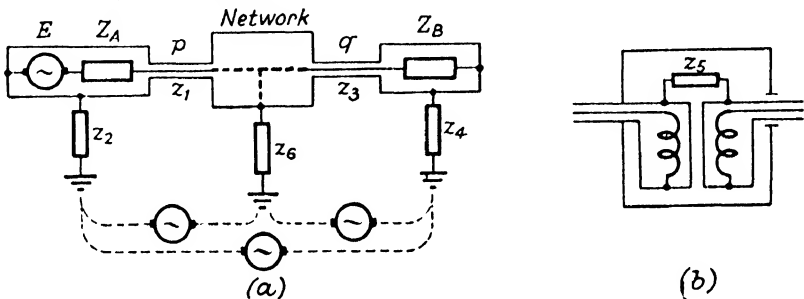 E Z_A p Network q Z_B
z_1 z_3
z_2 z_6 z_4
z_5
~ ~ ~ ~
(a) (b)